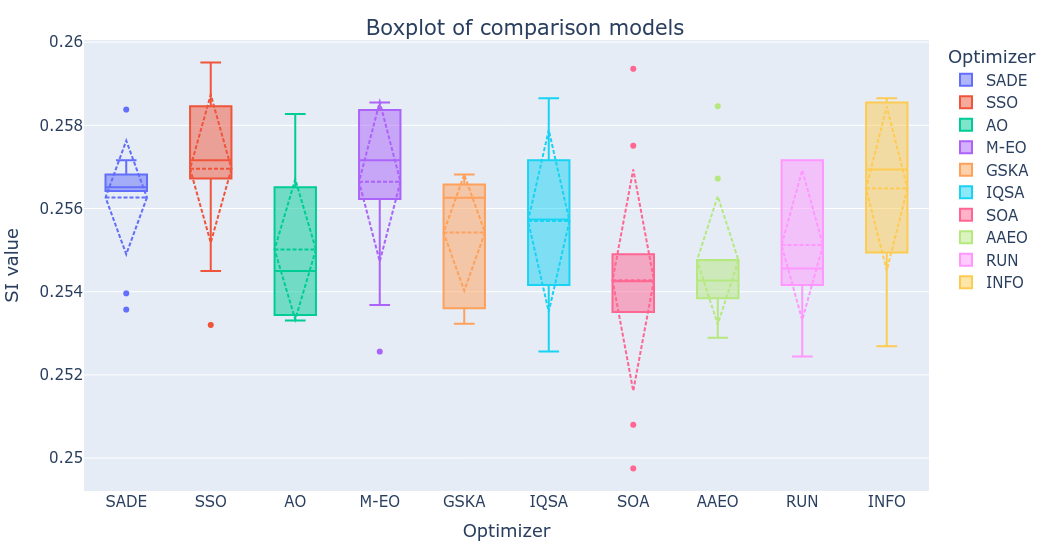 Boxplot of comparison models
SI value
0.26
0.258
0.256
0.254
0.252
0.25
SADE
SSO
AO
M-EO
GSKA
IQSA
SOA
AAEO
RUN
INFO
Optimizer
Optimizer
SADE
SSO
AO
M-EO
GSKA
IQSA
SOA
AAEO
RUN
INFO